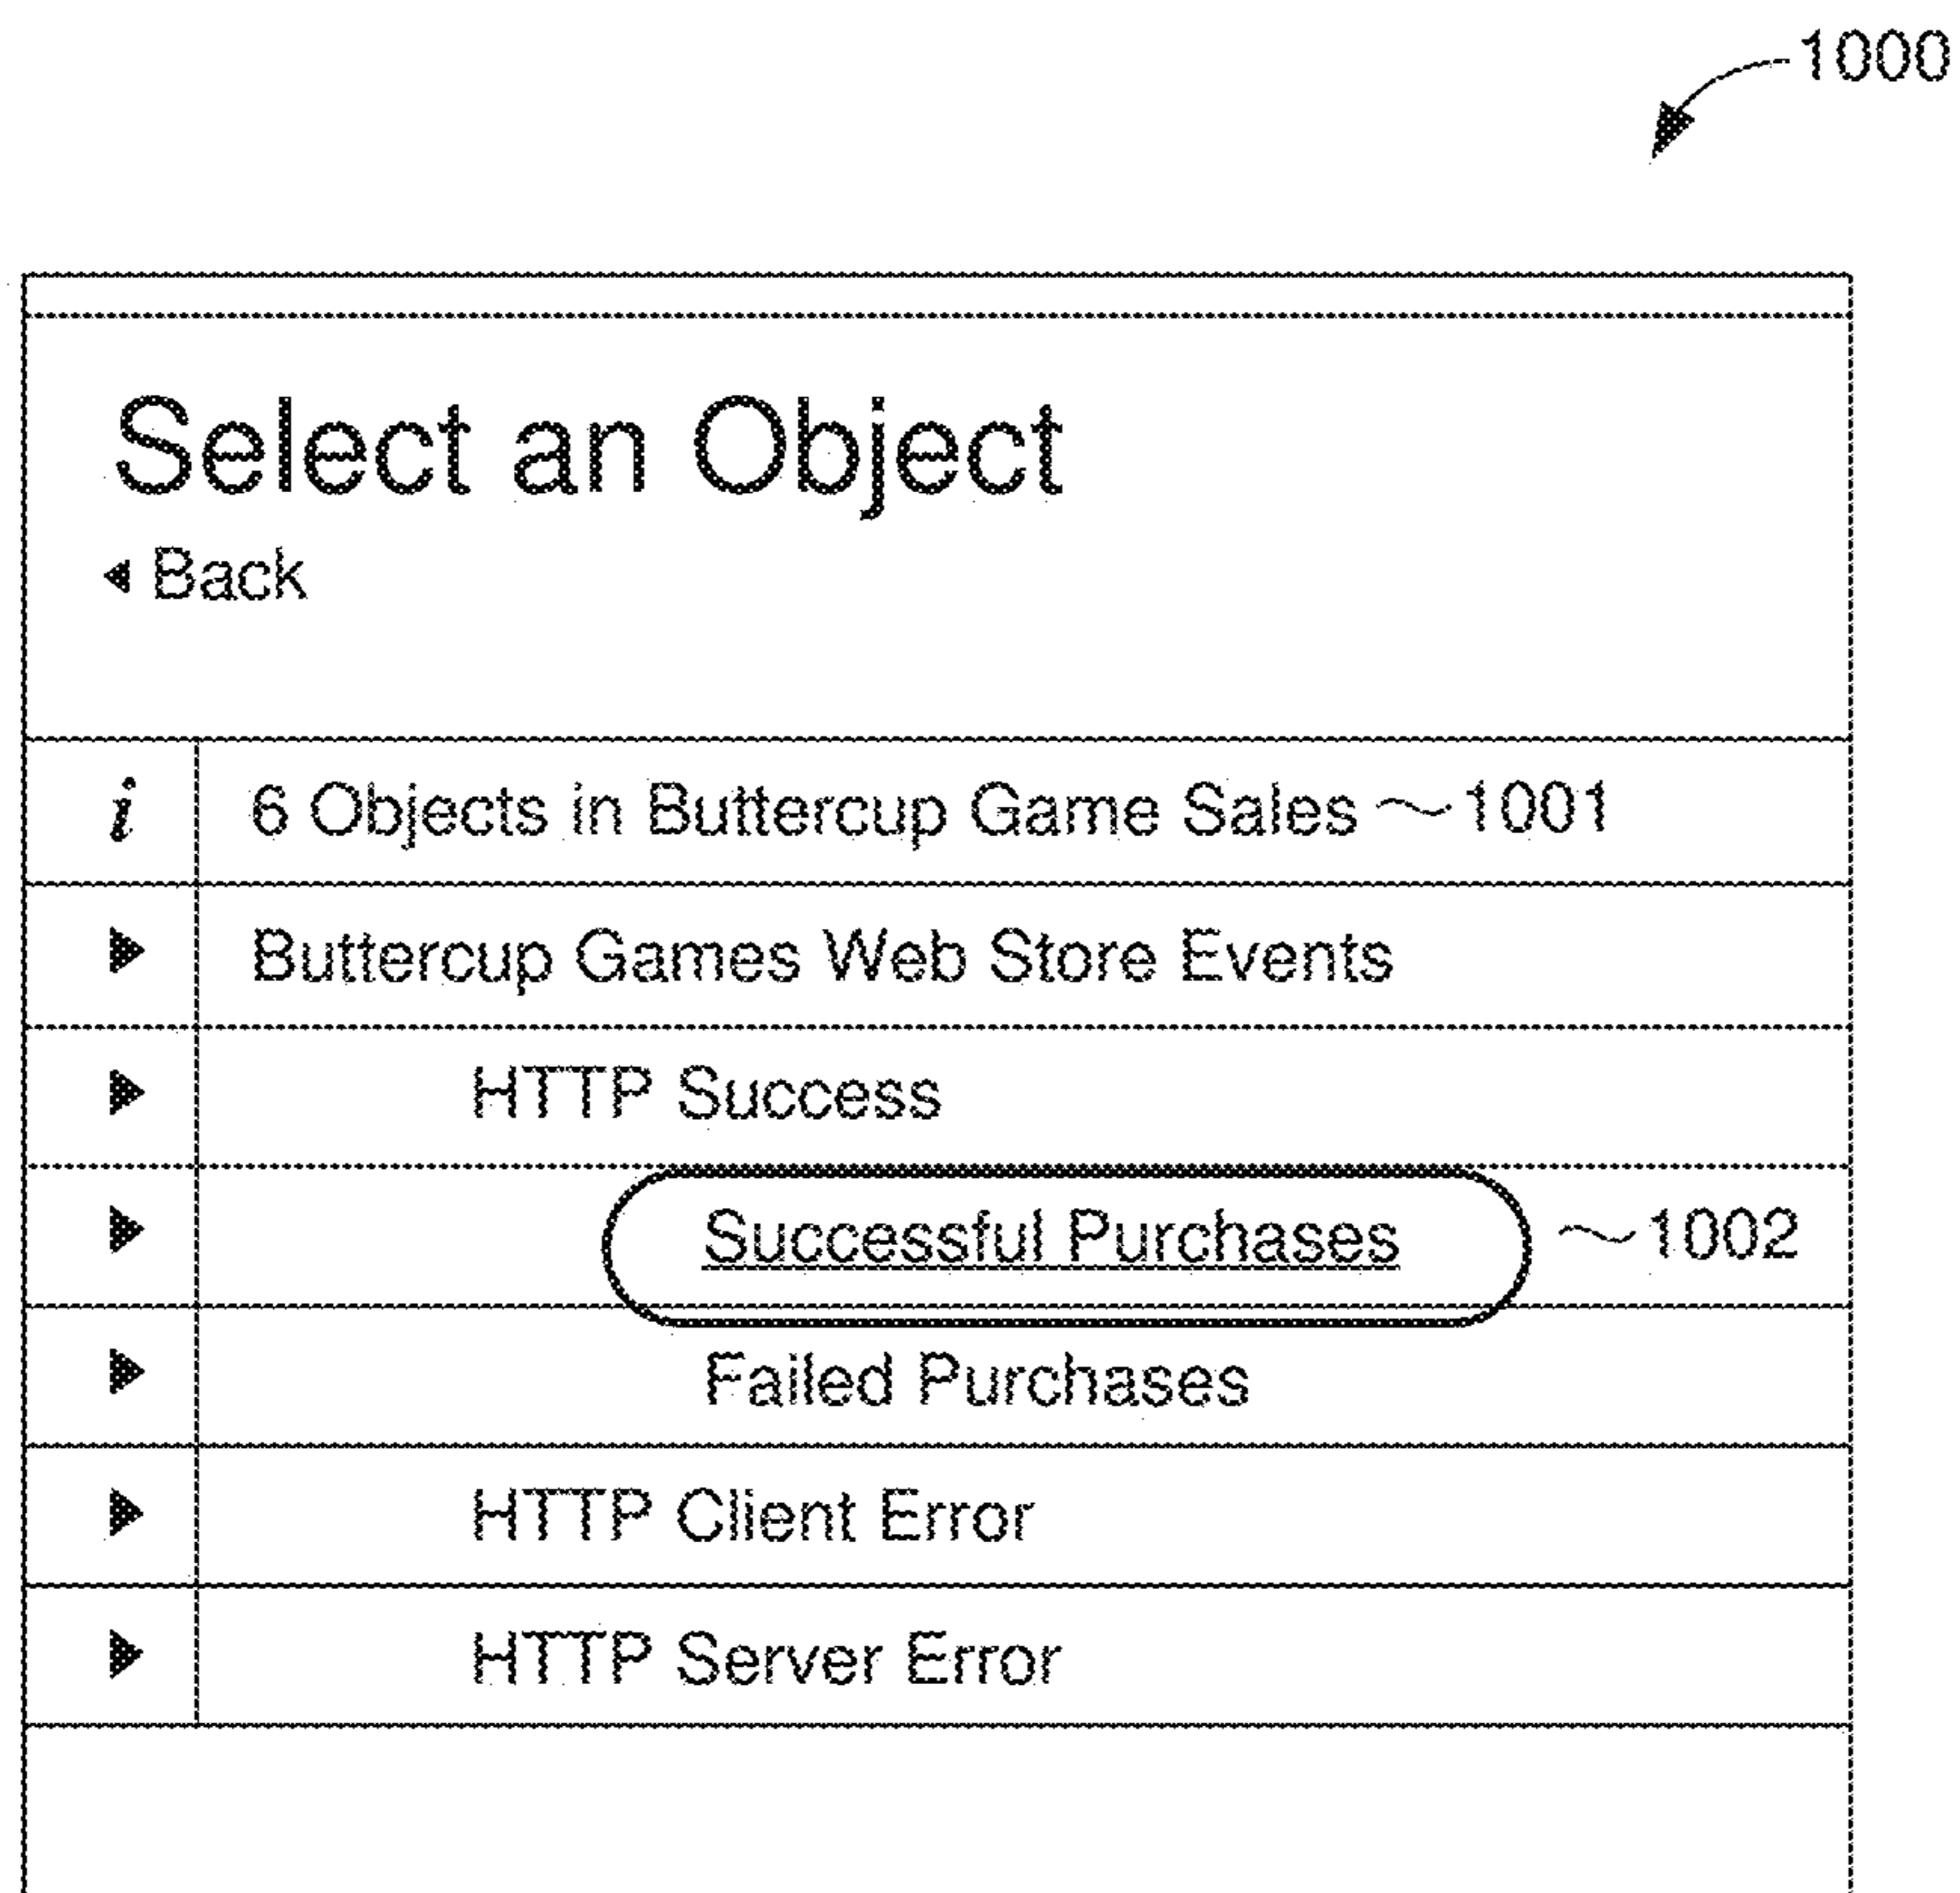 1000
Select an Object
Back
i 6 Objects in Buttercup Game Sales 1001
Buttercup Games Web Store Events
HTTP Success
Successful Purchases 1002
Failed Purchases
HTTP Client Error
HTTP Server Error